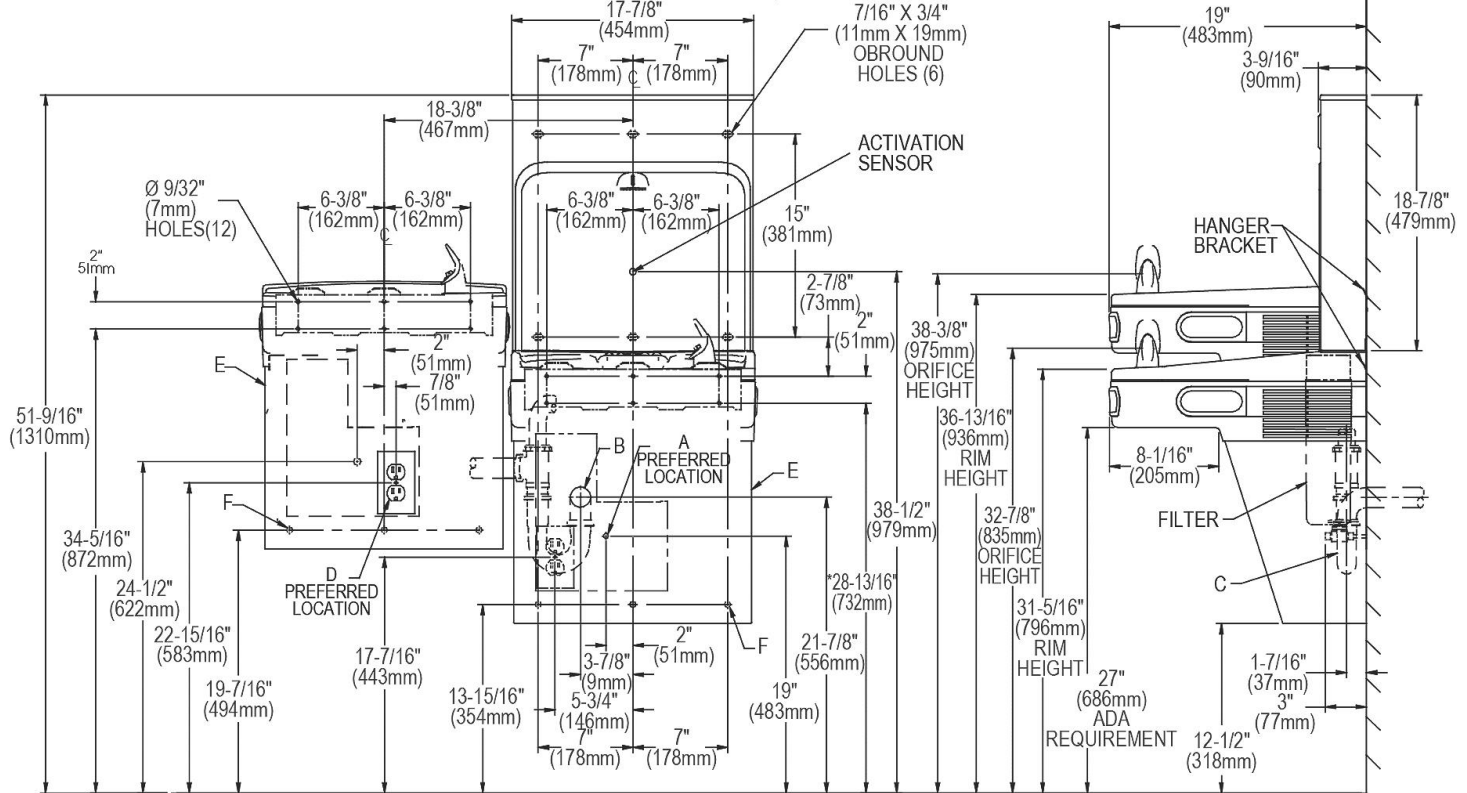 17-7/8"
(454mm)
7"
(178mm)
7"
(178mm)
C
L
7/16" X 3/4"
(11mm X 19mm)
OBROUND
HOLES (6)
19"
(483mm)
3-9/16"
(90mm)
18-3/8"
(467mm)
ACTIVATION
SENSOR
Ø 9/32"
(7mm)
HOLES(12)
6-3/8"
(162mm)
6-3/8"
(162mm)
C
L
6-3/8"
(162mm)
6-3/8"
(162mm)
15"
(381mm)
18-7/8"
(479mm)
HANGER
BRACKET
2"
51mm
2-7/8"
(73mm)
2"
(51mm)
38-3/8"
(975mm)
ORIFICE
HEIGHT
2"
(51mm)
E
7/8"
(51mm)
51-9/16"
(1310mm)
36-13/16"
(936mm)
RIM
HEIGHT
B
A
PREFERRED
LOCATION
E
8-1/16"
(205mm)
F
38-1/2"
(979mm)
FILTER
32-7/8"
(835mm)
ORIFICE
HEIGHT
34-5/16"
(872mm)
D
PREFERRED
LOCATION
24-1/2"
(622mm)
*28-13/16"
(732mm)
C
31-5/16"
(796mm)
RIM
HEIGHT
22-15/16"
(583mm)
17-7/16"
(443mm)
2"
(51mm)
F
21-7/8"
(556mm)
3-7/8"
(9mm)
19-7/16"
(494mm)
13-15/16"
(354mm)
5-3/4"
(146mm)
19"
(483mm)
27"
(686mm)
ADA
REQUIREMENT
1-7/16"
(37mm)
3"
(77mm)
7"
(178mm)
7"
(178mm)
12-1/2"
(318mm)